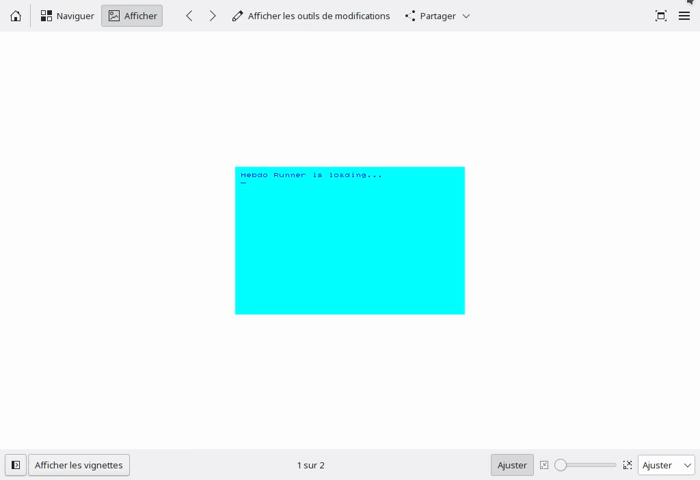 Naviguer Afficher Afficher les outils de modifications Partager
Hebdo Runner is loading...
Afficher les vignettes 1 sur 2 Ajuster Ajuster